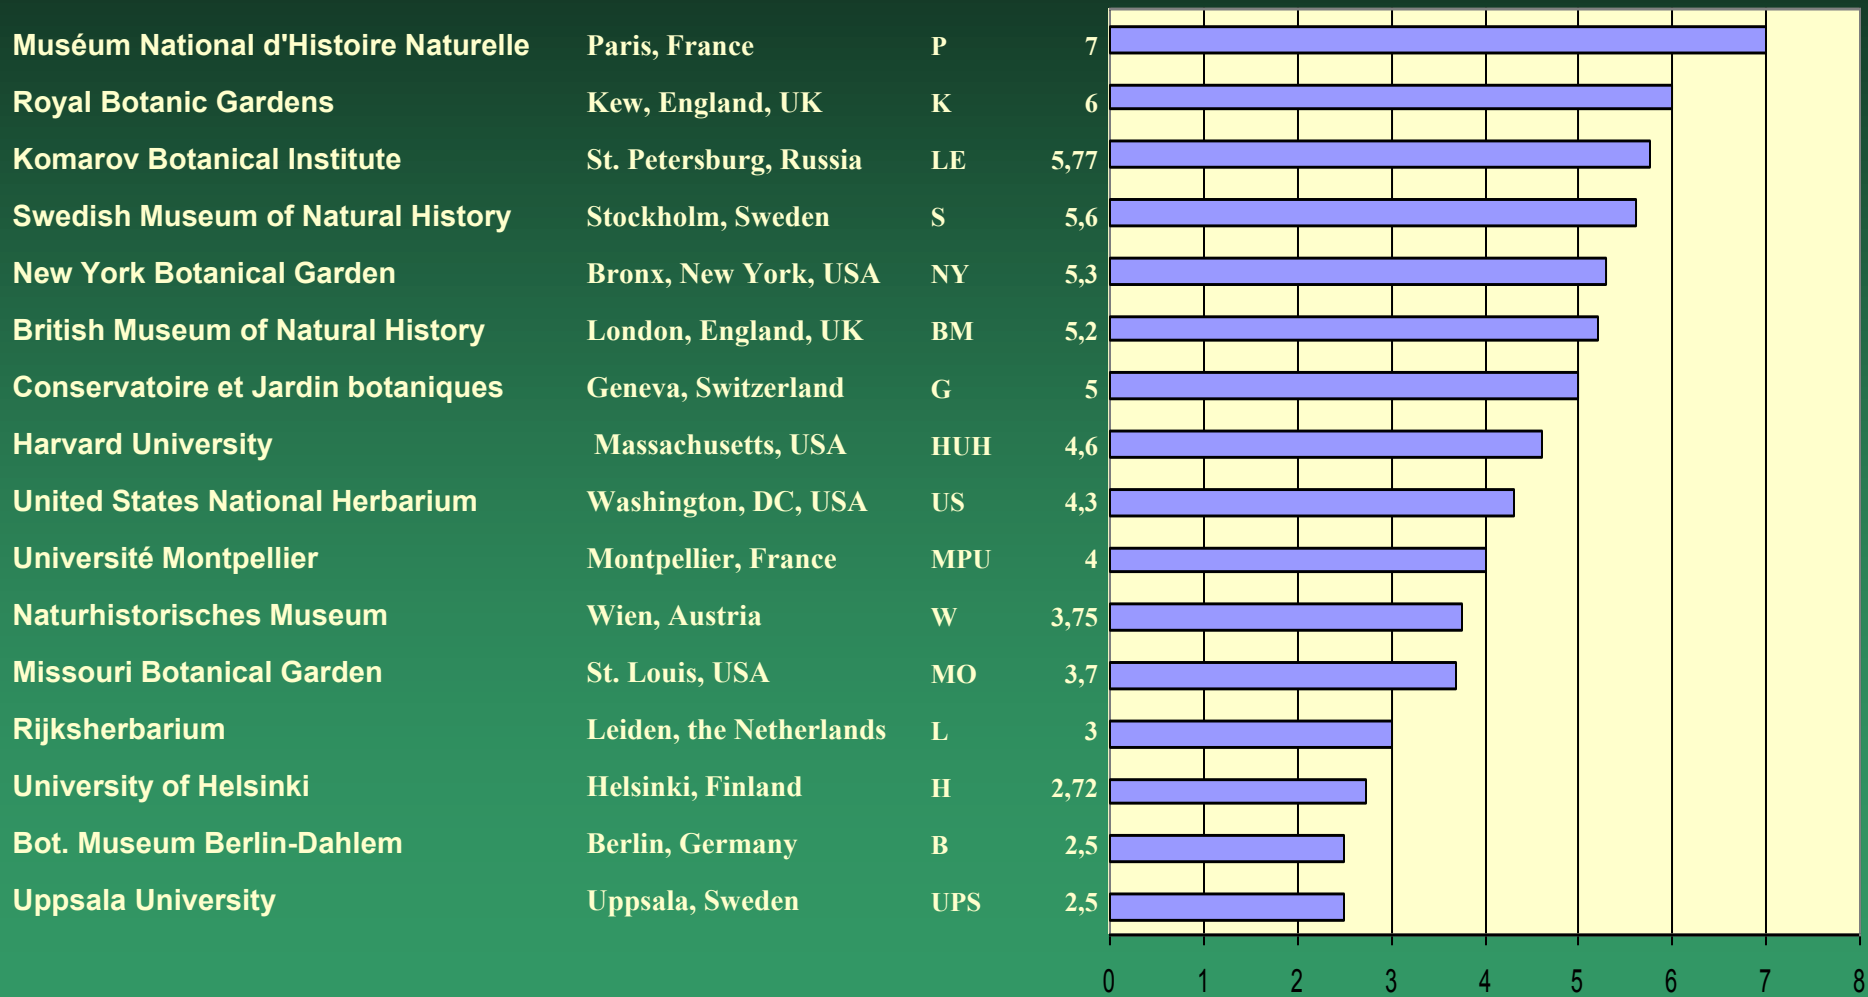 Muséum National d'Histoire Naturelle Paris, France P 7
Royal Botanic Gardens Kew, England, UK K 6
Komarov Botanical Institute St. Petersburg, Russia LE 5,77
Swedish Museum of Natural History Stockholm, Sweden S 5,6
New York Botanical Garden Bronx, New York, USA NY 5,3
British Museum of Natural History London, England, UK BM 5,2
Conservatoire et Jardin botaniques Geneva, Switzerland G 5
Harvard University Massachusetts, USA HUH 4,6
United States National Herbarium Washington, DC, USA US 4,3
Université Montpellier Montpellier, France MPU 4
Naturhistorisches Museum Wien, Austria W 3,75
Missouri Botanical Garden St. Louis, USA MO 3,7
Rijksherbarium Leiden, the Netherlands L 3
University of Helsinki Helsinki, Finland H 2,72
Bot. Museum Berlin-Dahlem Berlin, Germany B 2,5
Uppsala University Uppsala, Sweden UPS 2,5
0 1 2 3 4 5 6 7 8